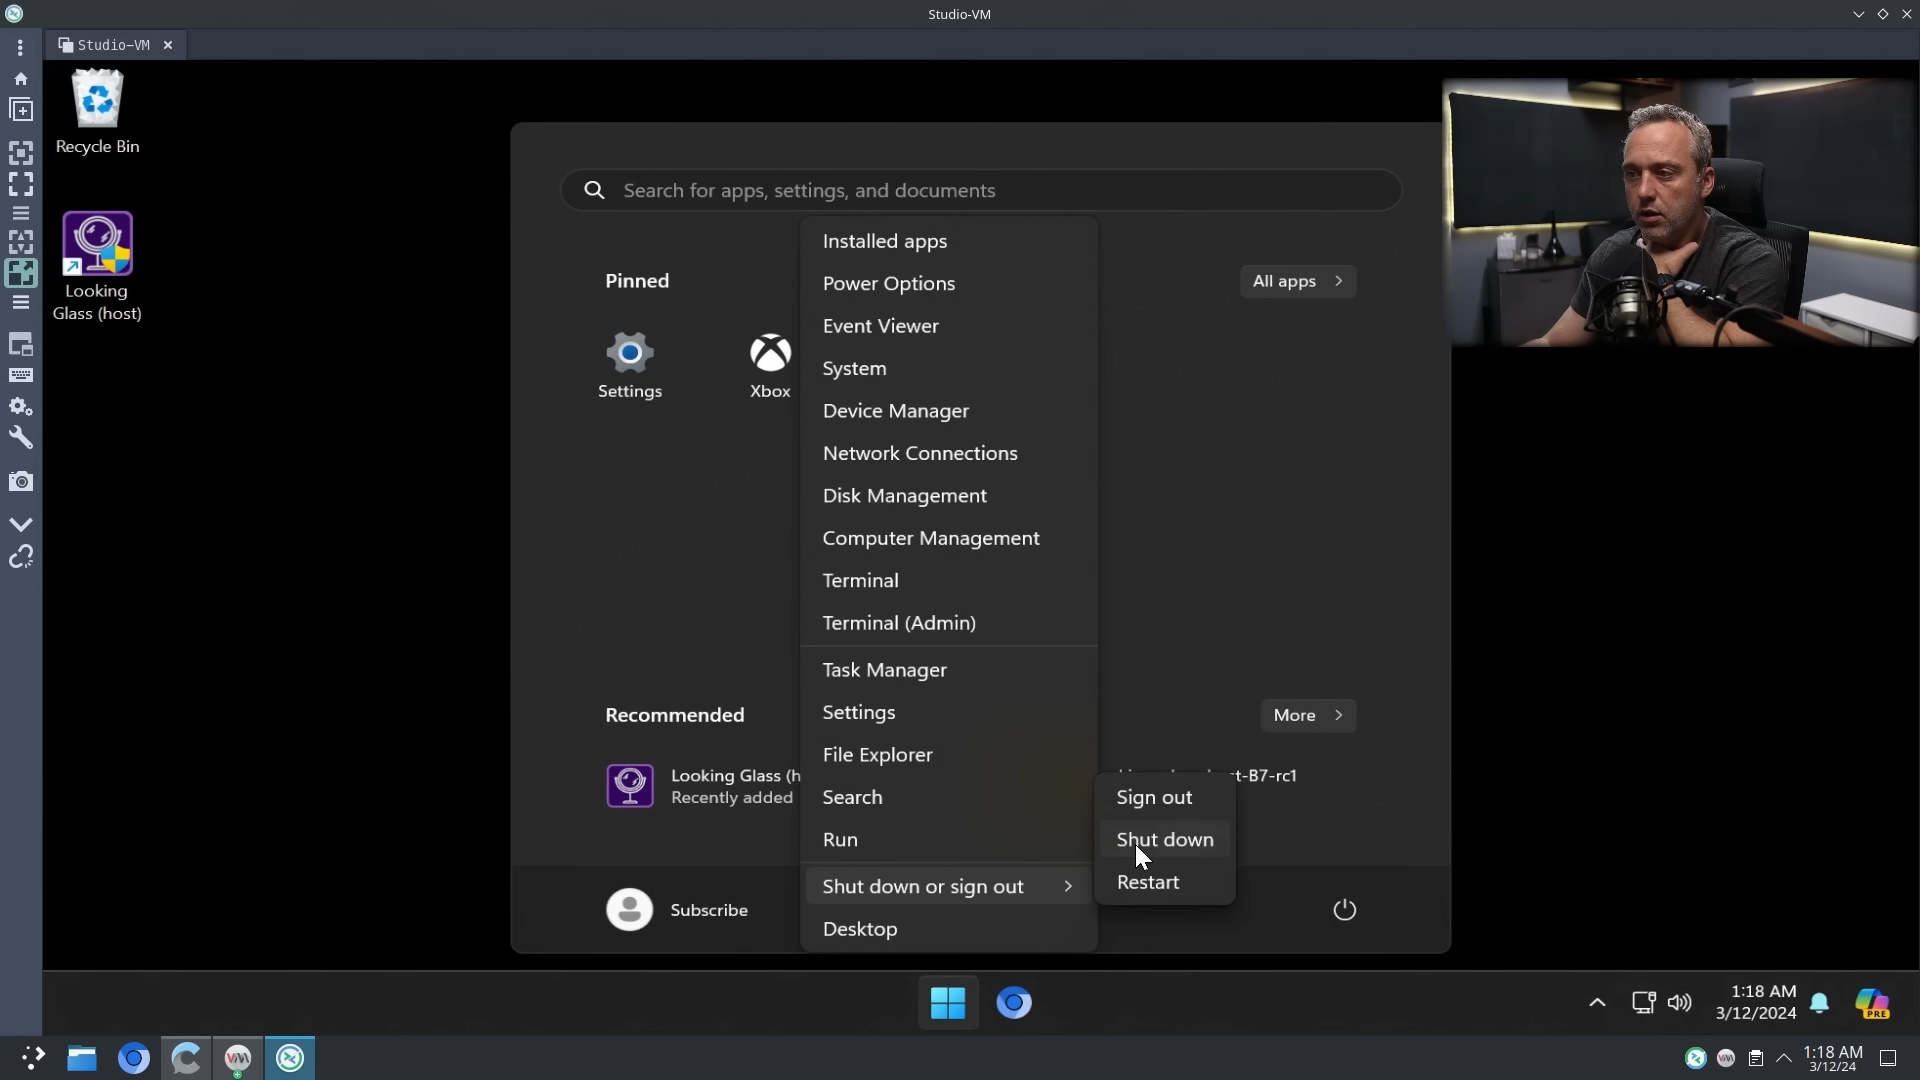 Studio-VM
Studio-VM
Recycle Bin
Looking
Glass (host)
Search for apps, settings, and documents
Pinned
All apps
Settings
Xbox
Installed apps
Power Options
Event Viewer
System
Device Manager
Network Connections
Disk Management
Computer Management
Terminal
Terminal (Admin)
Task Manager
Settings
File Explorer
Search
Run
Shut down or sign out
Desktop
Sign out
Shut down
Restart
Recommended
More
Looking Glass (h
Recently added
t-B7-rc1
Subscribe
1:18 AM
3/12/2024
PRE
VMM
VMM
1:18 AM
3/12/24